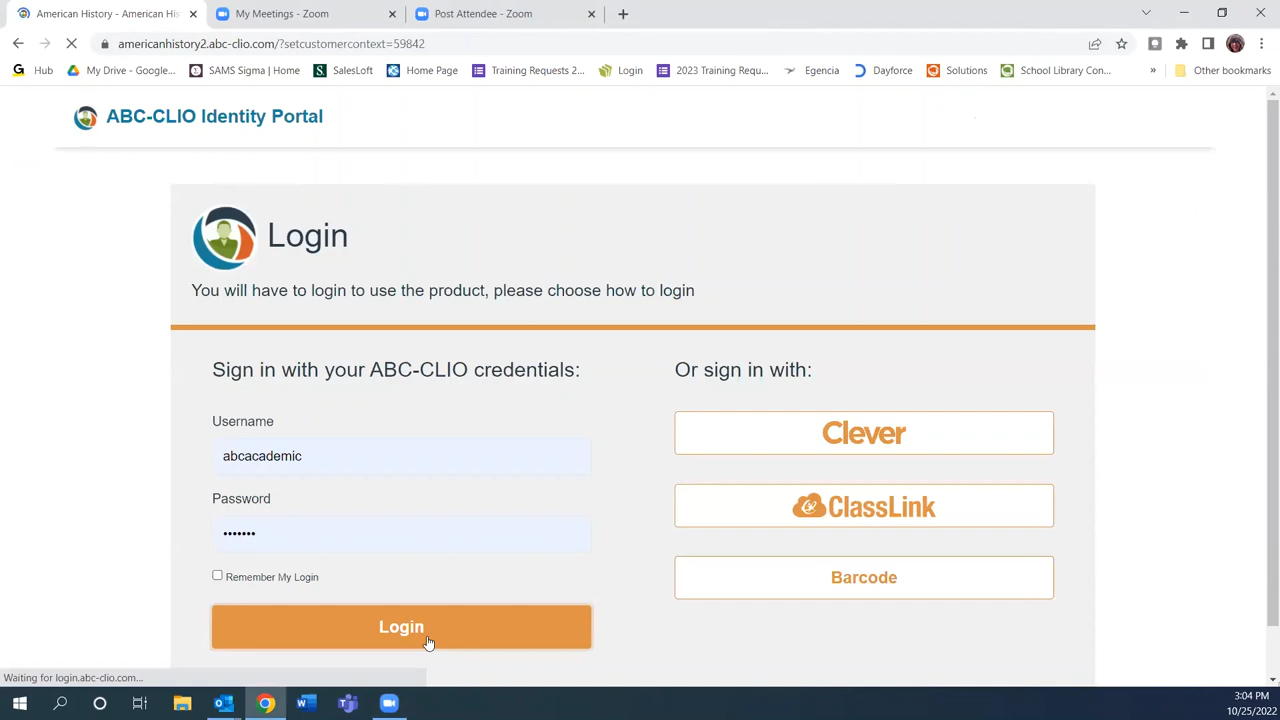 American History - American His
My Meetings - Zoom
Post Attendee - Zoom
americanhistory2.abc-clio.com/?setcustomercontext=59842
Hub
My Drive - Google...
SAMS Sigma | Home
SalesLoft
Home Page
Training Requests 2...
Login
2023 Training Requ...
Egencia
Dayforce
Solutions
School Library Con...
»
Other bookmarks
ABC-CLIO Identity Portal
Login
You will have to login to use the product, please choose how to login
Sign in with your ABC-CLIO credentials:
Or sign in with:
Username
abcacademic
Clever
Password
•••••••
ClassLink
Remember My Login
Barcode
Login
Waiting for login.abc-clio.com...
3:04 PM
10/25/2022